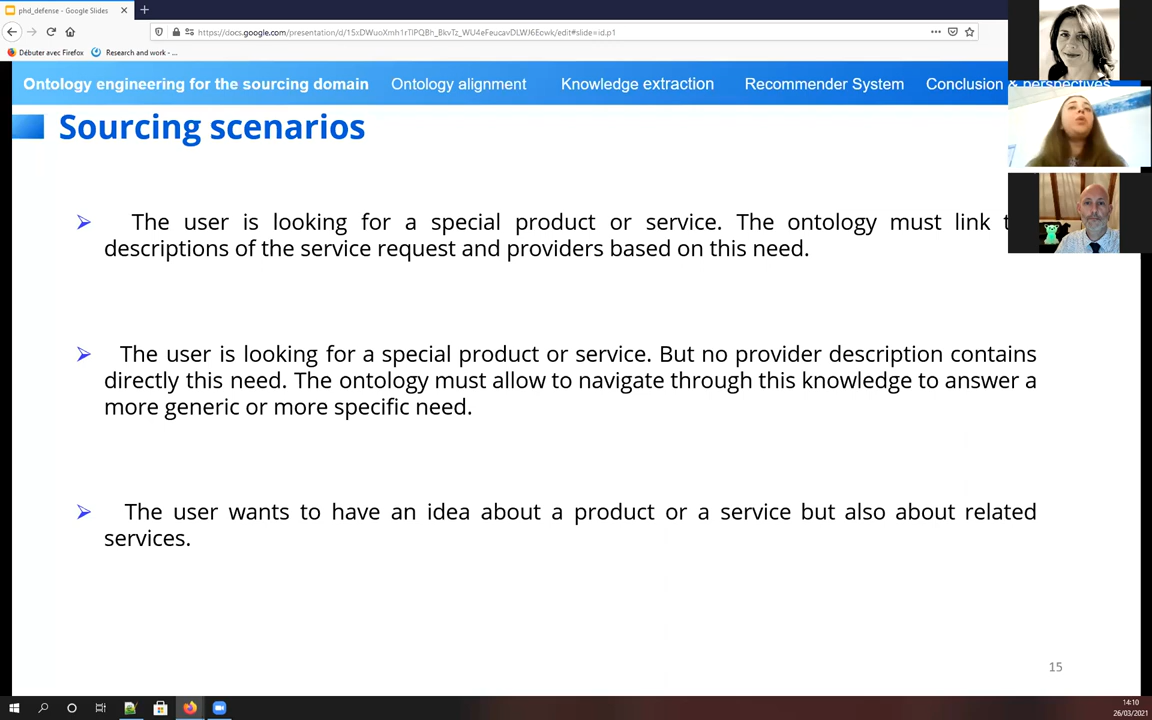 phd_defense - Google Slides
https://docs.google.com/presentation/d/15xDWuoXmh1rTlPQBh_BkvTz_WU4eFeucavDLWJ6Ecwk/edit#slide=id.p1
Débuter avec Firefox Research and work - ...
Ontology engineering for the sourcing domain Ontology alignment Knowledge extraction Recommender System Conclusion & perspectives
Sourcing scenarios
The user is looking for a special product or service. The ontology must link
descriptions of the service request and providers based on this need.
The user is looking for a special product or service. But no provider description contains
directly this need. The ontology must allow to navigate through this knowledge to answer a
more generic or more specific need.
The user wants to have an idea about a product or a service but also about related
services.
15
14:10
26/03/2021